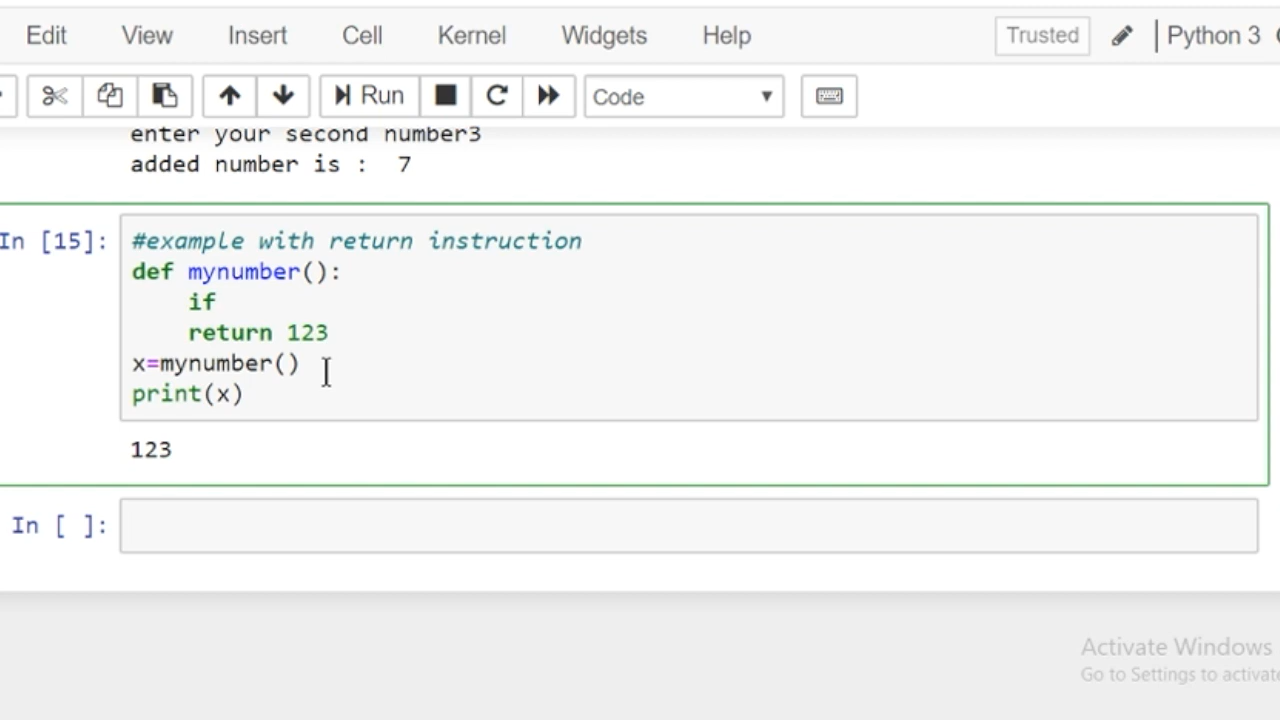 Edit View Insert Cell Kernel Widgets Help Trusted Python 3
Run Code
enter your second number3
added number is :  7
In [15]: #example with return instruction
def mynumber():
    if
    return 123
x=mynumber()
print(x)
123
In [ ]:
Activate Windows
Go to Settings to activate